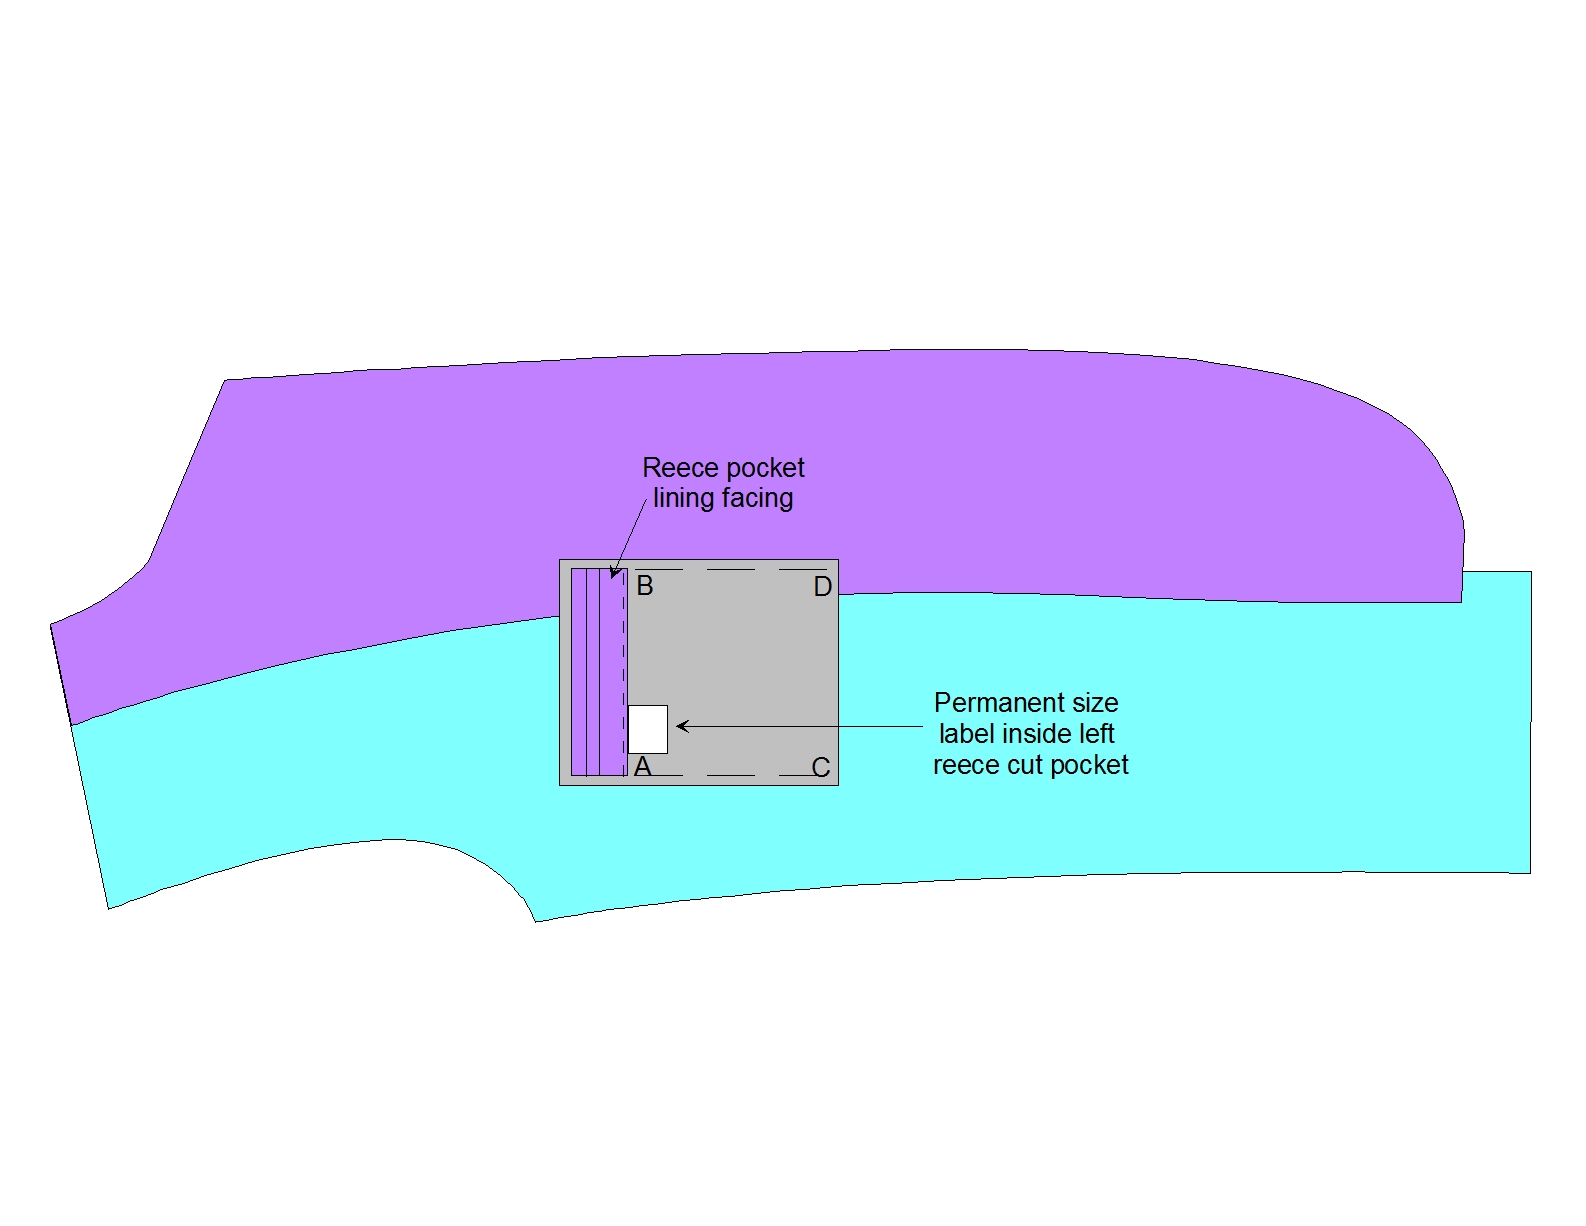 Reece pocket
lining facing
B
D
Permanent size
label inside left
reece cut pocket
A
C